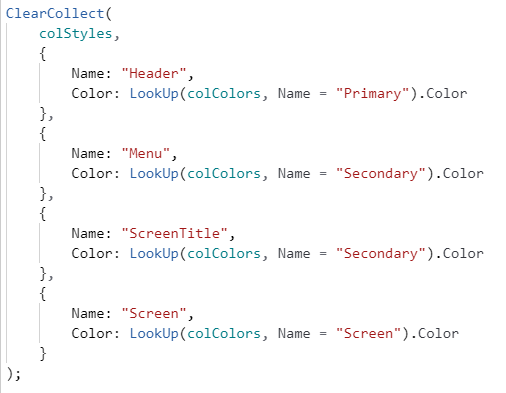 ClearCollect(
    colStyles,
    {
        Name: "Header",
        Color: LookUp(colColors, Name = "Primary").Color
    },
    {
        Name: "Menu",
        Color: LookUp(colColors, Name = "Secondary").Color
    },
    {
        Name: "ScreenTitle",
        Color: LookUp(colColors, Name = "Secondary").Color
    },
    {
        Name: "Screen",
        Color: LookUp(colColors, Name = "Screen").Color
    }
);